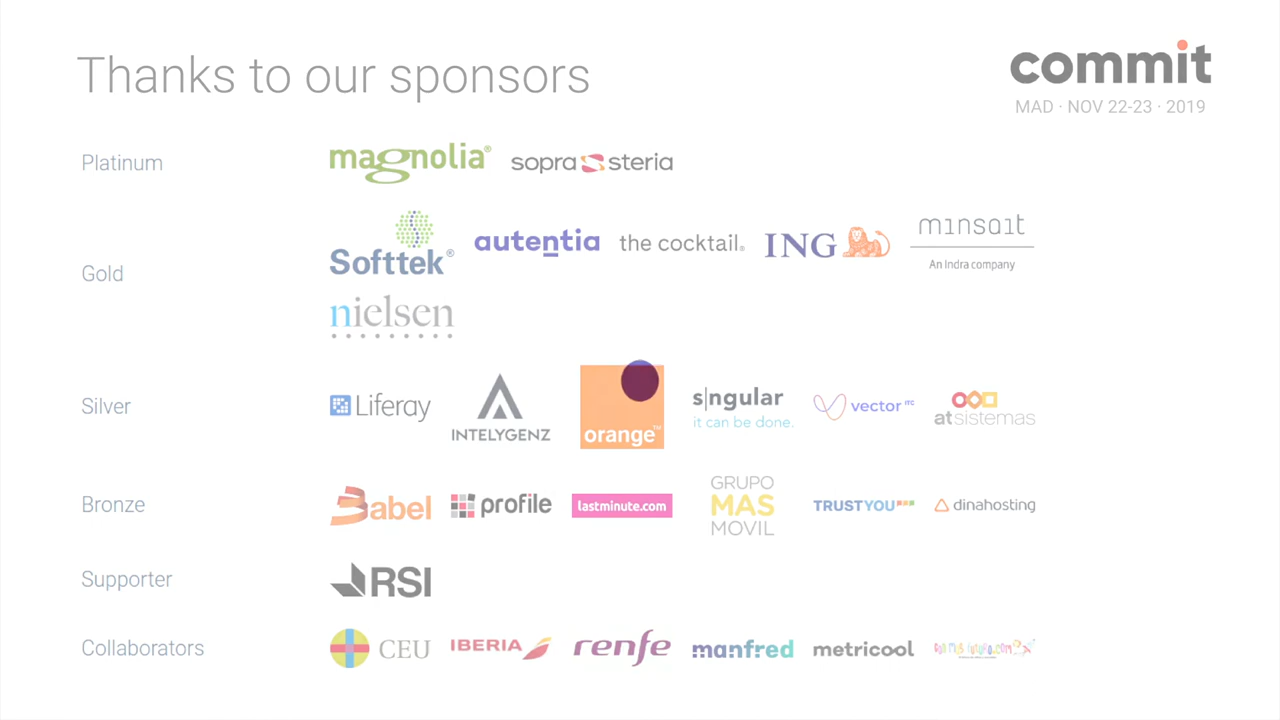 Thanks to our sponsors
commit
MAD · NOV 22-23 · 2019
Platinum
magnolia®
sopra steria
Gold
Softtek®
autentia
the cocktail®
ING
minsait
An Indra company
nielsen
Silver
Liferay
INTELYGENZ
orange™
s|ngular
it can be done.
vector ITC
atsistemas
Bronze
Babel
profile
lastminute.com
GRUPO
MAS
MOVIL
TRUSTYOU
dinahosting
Supporter
RSI
Collaborators
CEU
IBERIA
renfe
manfred
metricool